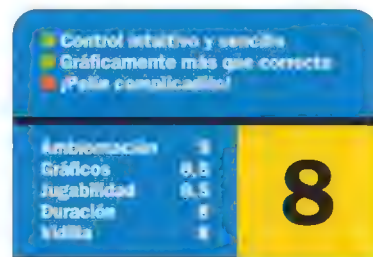 Control intuitivo y sencillo
Gráficamente más que correcto
¡Pelín complicadillo!
Ambientación
Gráficos 8,5
Jugabilidad 8,5
Duración 8
Vidilla 8
8